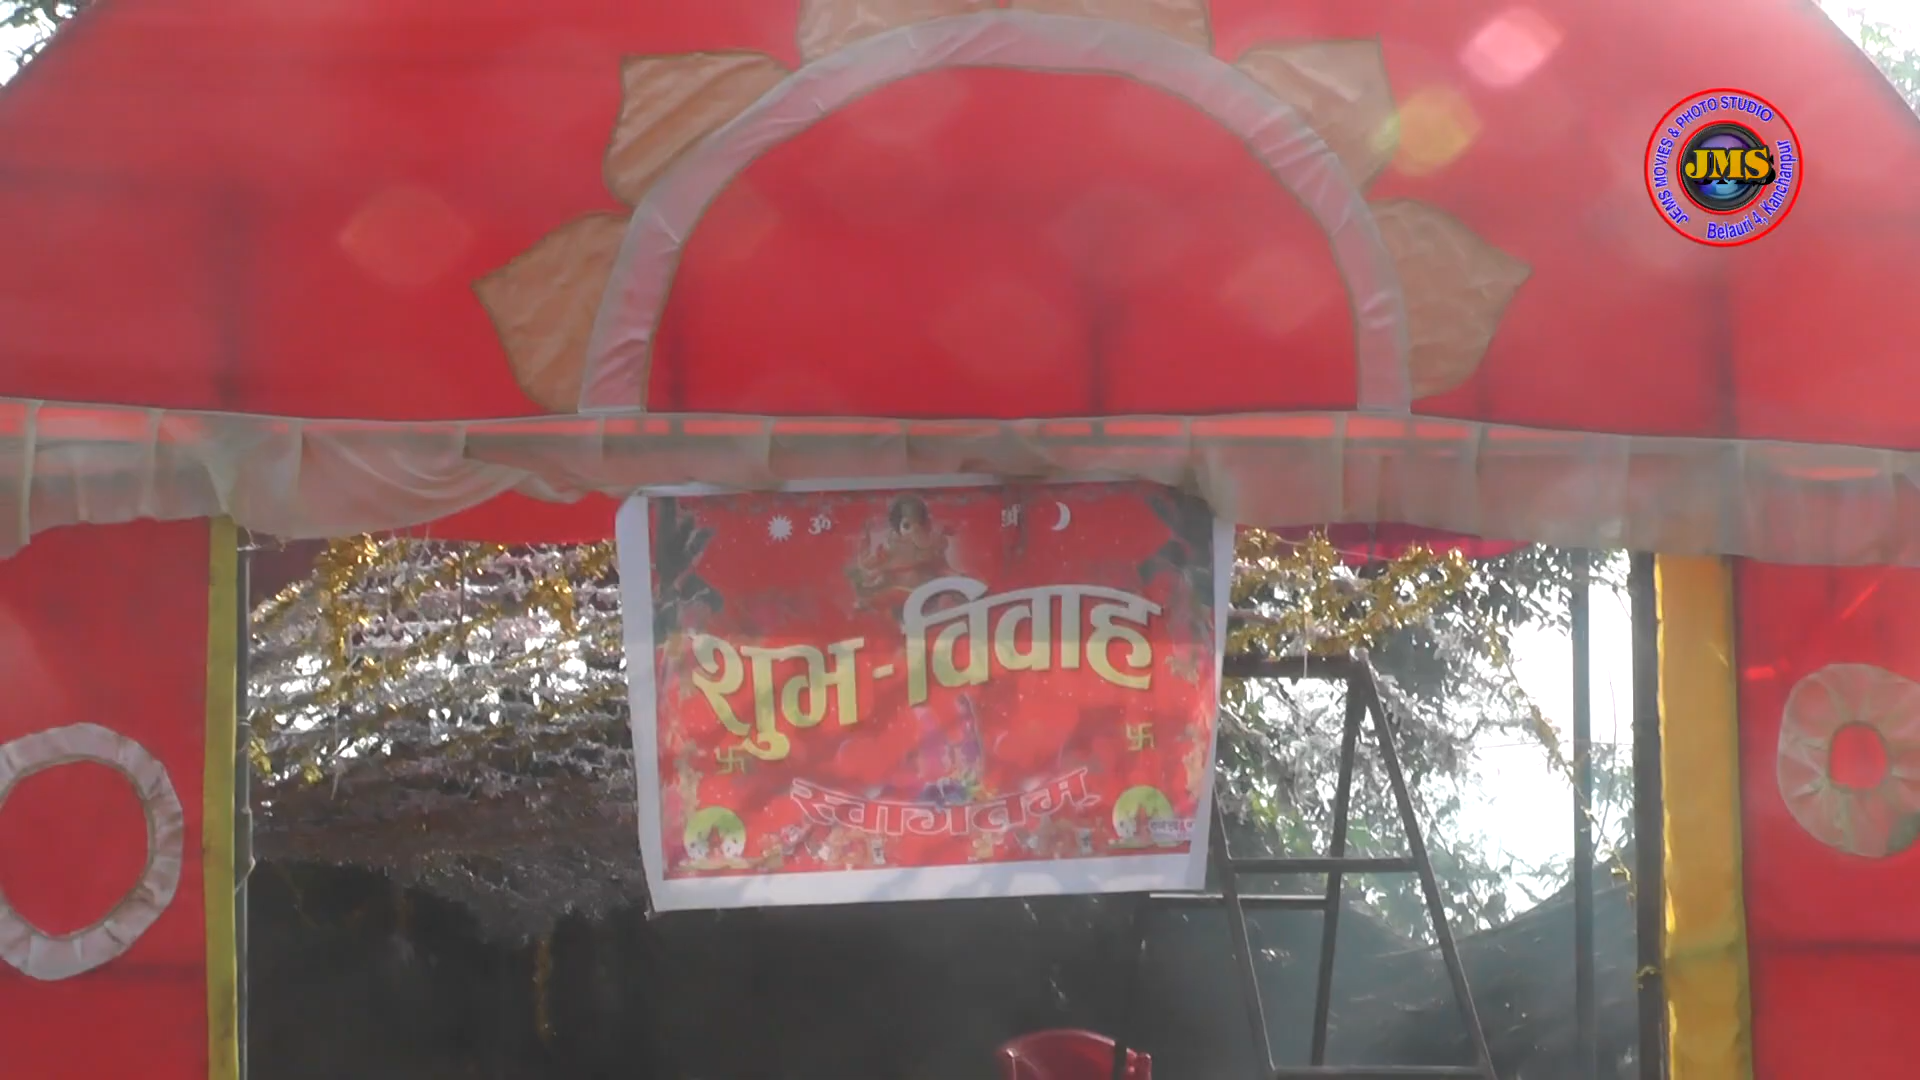 JEMS MOVIES & PHOTO STUDIO
JMS
Belauri 4, Kanchanpur
ॐ श्री
शुभ-विवाह
स्वागतम्